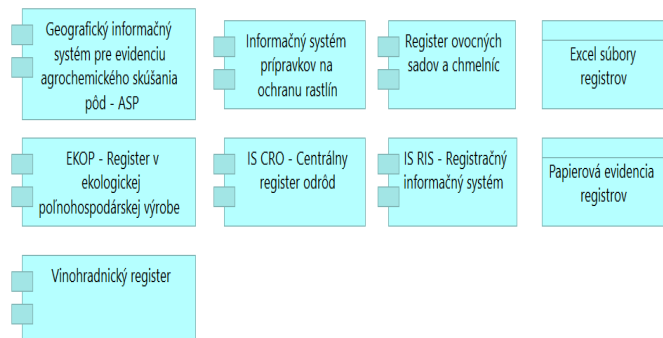 Geografický informačný
systém pre evidenciu
agrochemického skúšania
pôd - ASP
Informačný systém
prípravkov na
ochranu rastlín
Register ovocných
sadov a chmelníc
Excel súbory
registrov
EKOP - Register v
ekologickej
poľnohospodárskej výrobe
IS CRO - Centrálny
register odrôd
IS RIS - Registračný
informačný systém
Papierová evidencia
registrov
Vinohradnický register